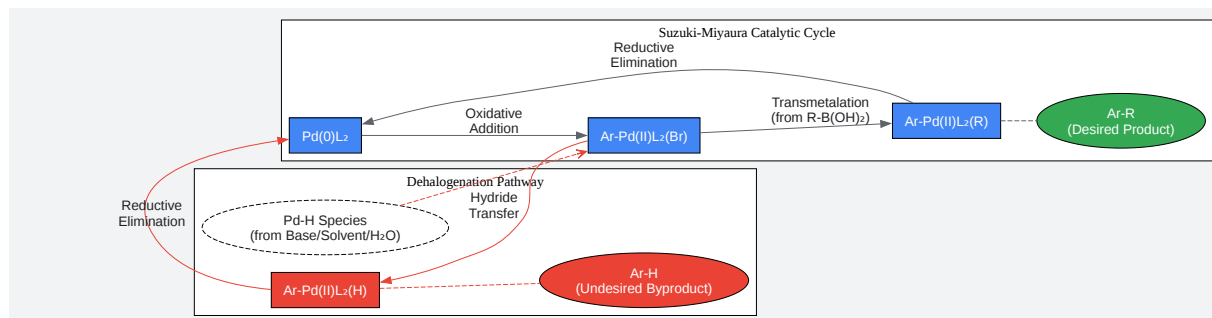 Suzuki-Miyaura Catalytic Cycle
Reductive
Elimination
Pd(0)L₂
Oxidative
Addition
Ar-Pd(II)L₂(Br)
Transmetalation
(from R-B(OH)₂)
Ar-Pd(II)L₂(R)
Ar-R
(Desired Product)
Dehalogenation Pathway
Hydride
Transfer
Reductive
Elimination
Pd-H Species
(from Base/Solvent/H₂O)
Ar-Pd(II)L₂(H)
Ar-H
(Undesired Byproduct)